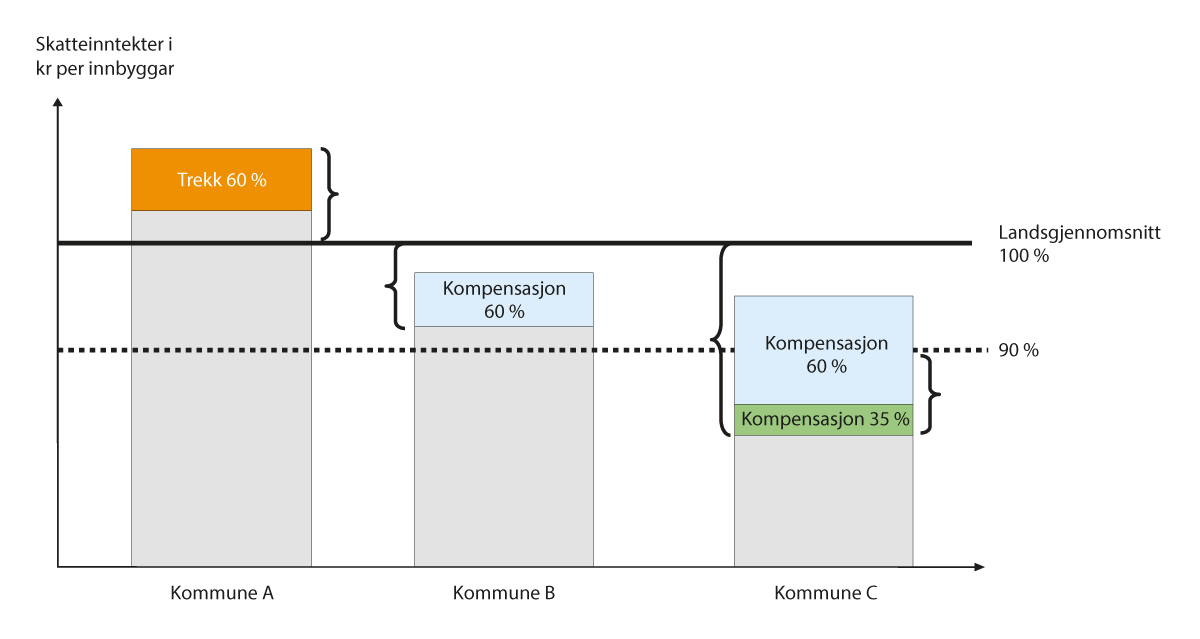 Skatteinntekter i
kr per innbyggar
Trekk 60 %
Landsgjennomsnitt
100 %
Kompensasjon
60 %
Kompensasjon
60 %
90 %
Kompensasjon 35 %
Kommune A
Kommune B
Kommune C